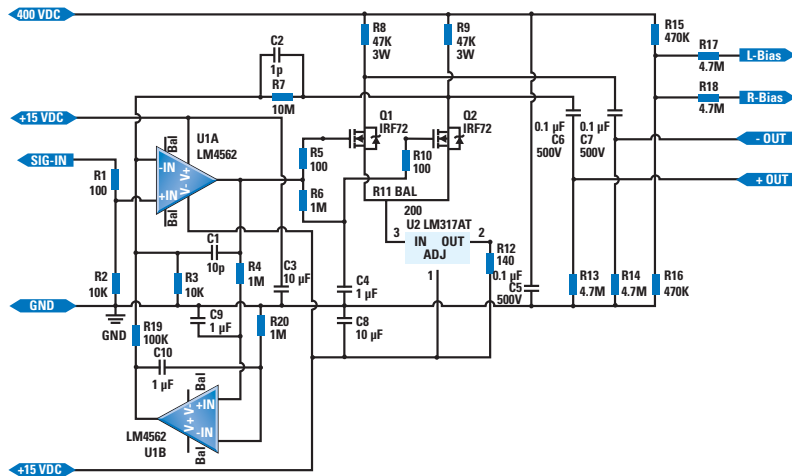 400 VDC
R8
47K
3W
R9
47K
3W
R15
470K
C2
1p
R17
4.7M
L-Bias
R7
10M
R18
4.7M
R-Bias
+15 VDC
Bal
U1A
LM4562
Q1
IRF72
Q2
IRF72
0.1 µF
C6
500V
0.1 µF
C7
500V
- OUT
SIG-IN
-IN
V+
V-
+IN
R5
100
R10
100
R1
100
Bal
R6
1M
R11 BAL
200
+ OUT
U2 LM317AT
3
IN
OUT
2
ADJ
1
R12
140
C1
10p
R2
10K
R3
10K
R4
1M
C3
10 µF
C4
1 µF
0.1 µF
C5
500V
R13
4.7M
R14
4.7M
R16
470K
GND
GND
C9
1 µF
R20
1M
C8
10 µF
R19
100K
C10
1 µF
Bal
V-
V+
+IN
-IN
LM4562
U1B
Bal
+15 VDC